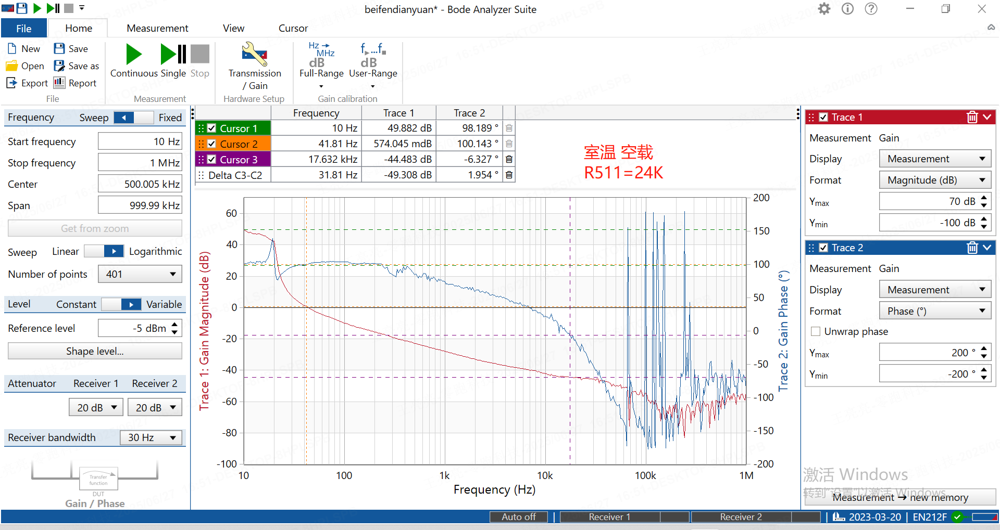 beifendianyuan* - Bode Analyzer Suite
File
Home
Measurement
View
Cursor
New
Save
Open
Save as
Export
Report
File
Continuous
Single
Stop
Measurement
Transmission
/ Gain
Hardware Setup
Hz →
MHz
dB
Full-Range
f▶...f■
dB
User-Range
Gain calibration
Frequency
Sweep
Fixed
Start frequency
10 Hz
Stop frequency
1 MHz
Center
500.005 kHz
Span
999.99 kHz
Get from zoom
Sweep
Linear
Logarithmic
Number of points
401
Level
Constant
Variable
Reference level
-5 dBm
Shape level...
Attenuator
Receiver 1
Receiver 2
20 dB
20 dB
Receiver bandwidth
30 Hz
Transfer
function
DUT
Gain / Phase
Frequency Trace 1 Trace 2
Cursor 1 10 Hz 49.882 dB 98.189 °
Cursor 2 41.81 Hz 574.045 mdB 100.143 °
Cursor 3 17.632 kHz -44.483 dB -6.327 °
Delta C3-C2 31.81 Hz -49.308 dB 1.954 °
室温 空载
R511=24K
Trace 1: Gain Magnitude (dB)
60
40
20
0
-20
-40
-60
-80
-100
200
150
100
50
0
-50
-100
-150
-200
Trace 2: Gain Phase (°)
10
100
1k
10k
100k
1M
Frequency (Hz)
Trace 1
Measurement Gain
Display Measurement
Format Magnitude (dB)
Ymax 70 dB
Ymin -100 dB
Trace 2
Measurement Gain
Display Measurement
Format Phase (°)
Unwrap phase
Ymax 200 °
Ymin -200 °
激活 Windows
转到"设置"以激活 Windows。
Measurement → new memory
Auto off
Receiver 1
Receiver 2
2023-03-20
EN212F